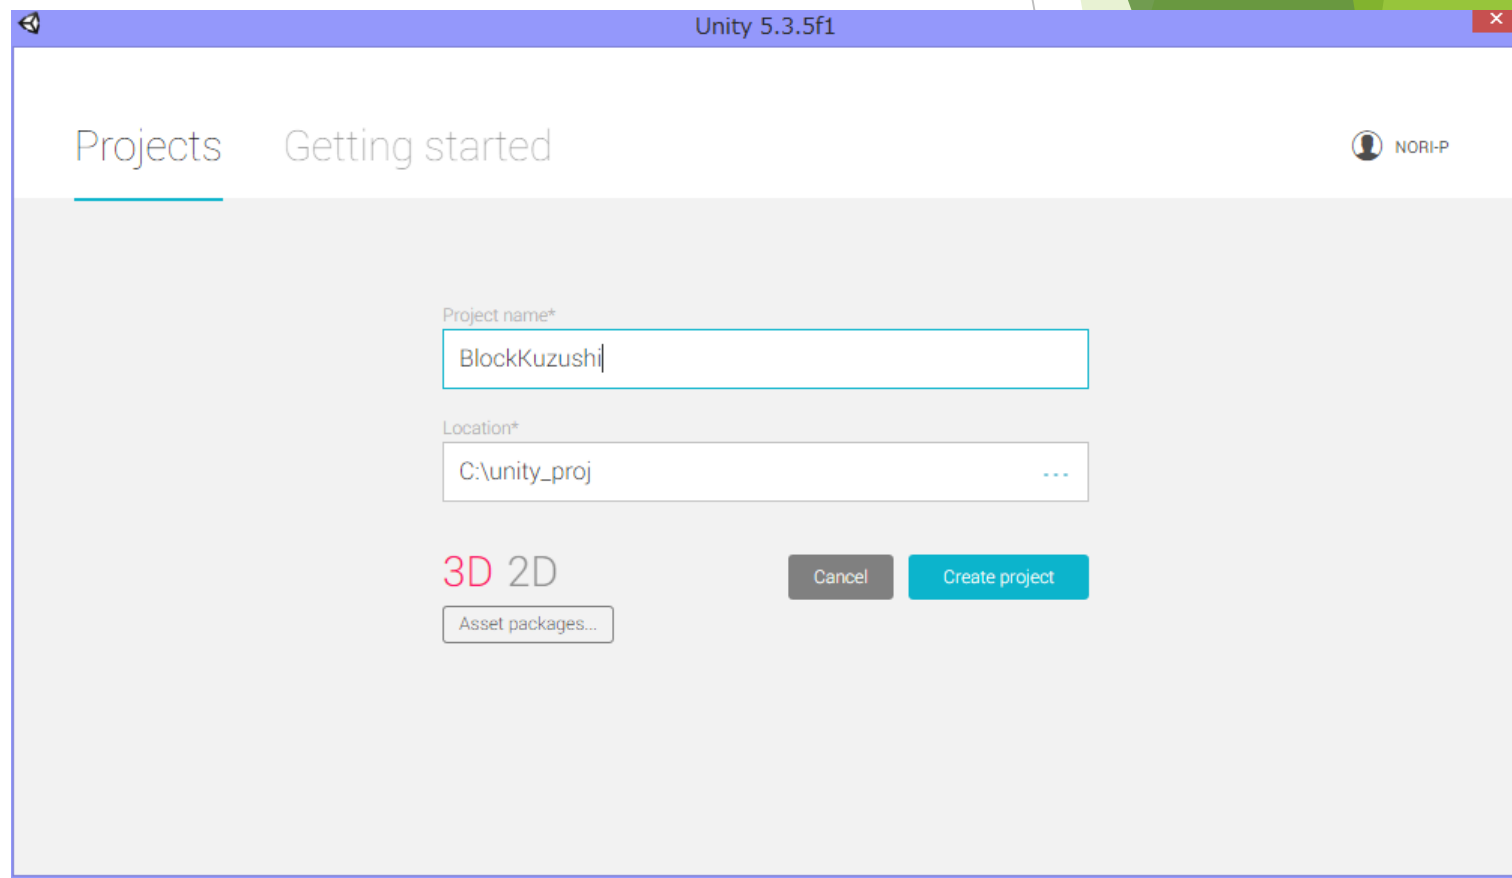 Unity 5.3.5f1
Projects
Getting started
NORI-P
Project name*
BlockKuzushi
Location*
C:\unity_proj
3D 2D
Cancel
Create project
Asset packages...